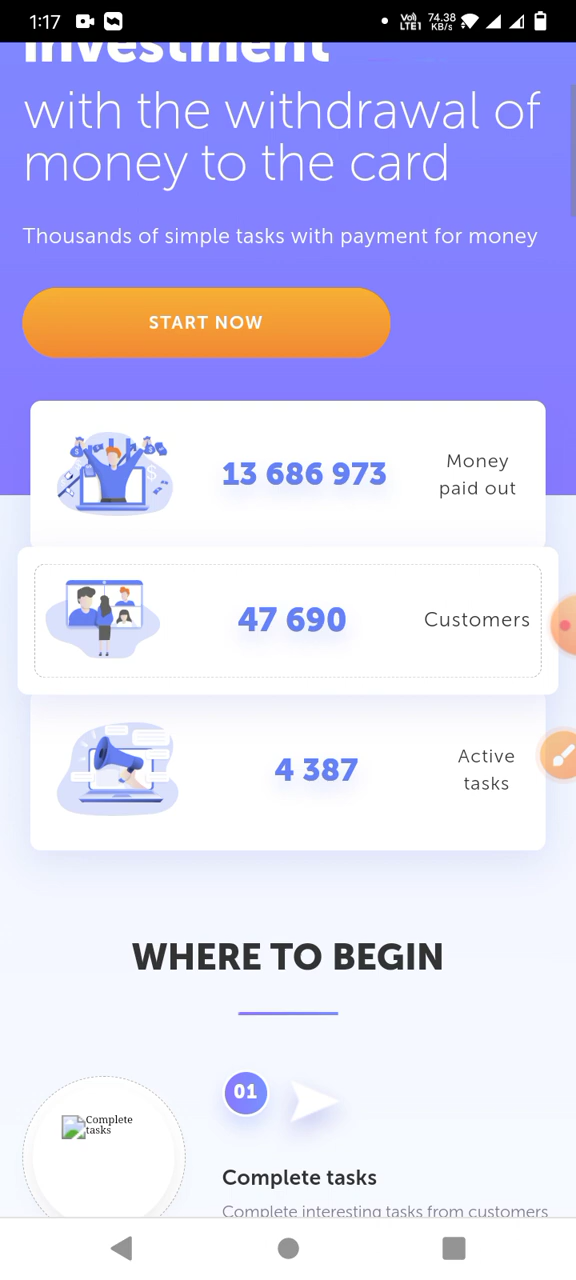 1:17
Vo)) LTE1
74.38 KB/s
investment
with the withdrawal of
money to the card
Thousands of simple tasks with payment for money
START NOW
13 686 973
Money
paid out
47 690
Customers
4 387
Active
tasks
WHERE TO BEGIN
01
Complete
tasks
Complete tasks
Complete interesting tasks from customers